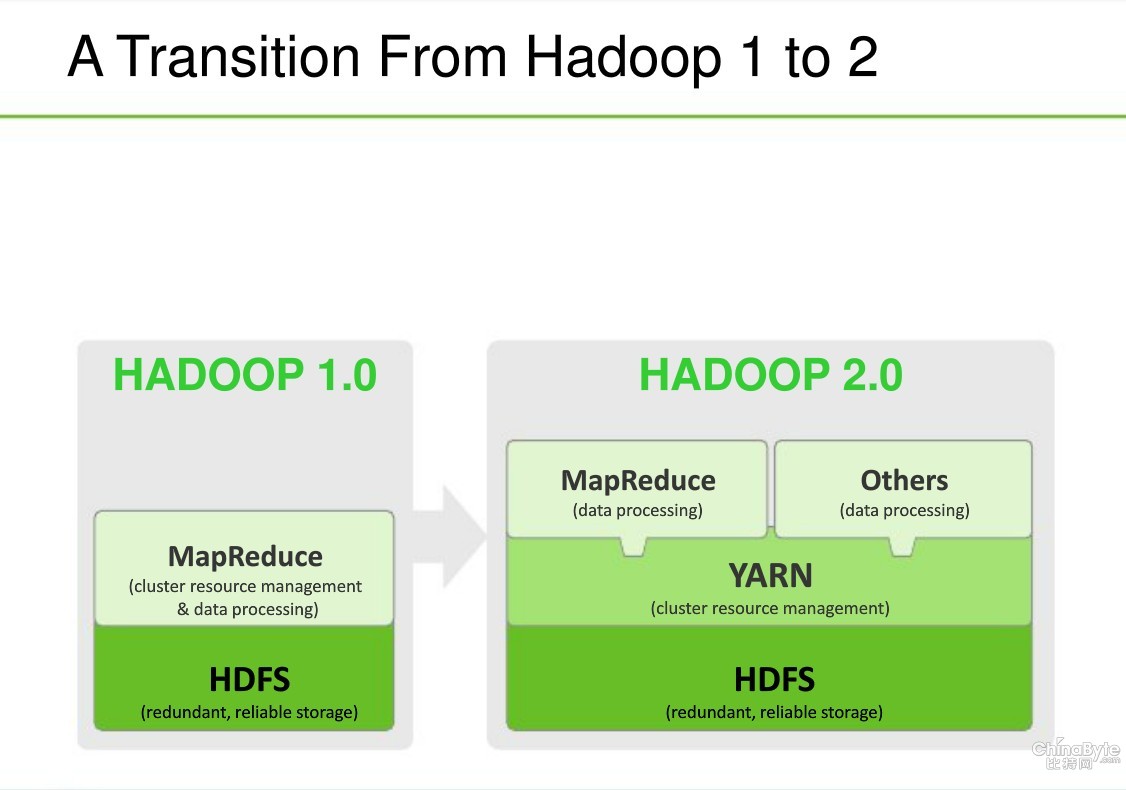 A Transition From Hadoop 1 to 2
HADOOP 1.0
MapReduce
(cluster resource management
& data processing)
HDFS
(redundant, reliable storage)
HADOOP 2.0
MapReduce
(data processing)
Others
(data processing)
YARN
(cluster resource management)
HDFS
(redundant, reliable storage)
ChinaByte
比特网.com